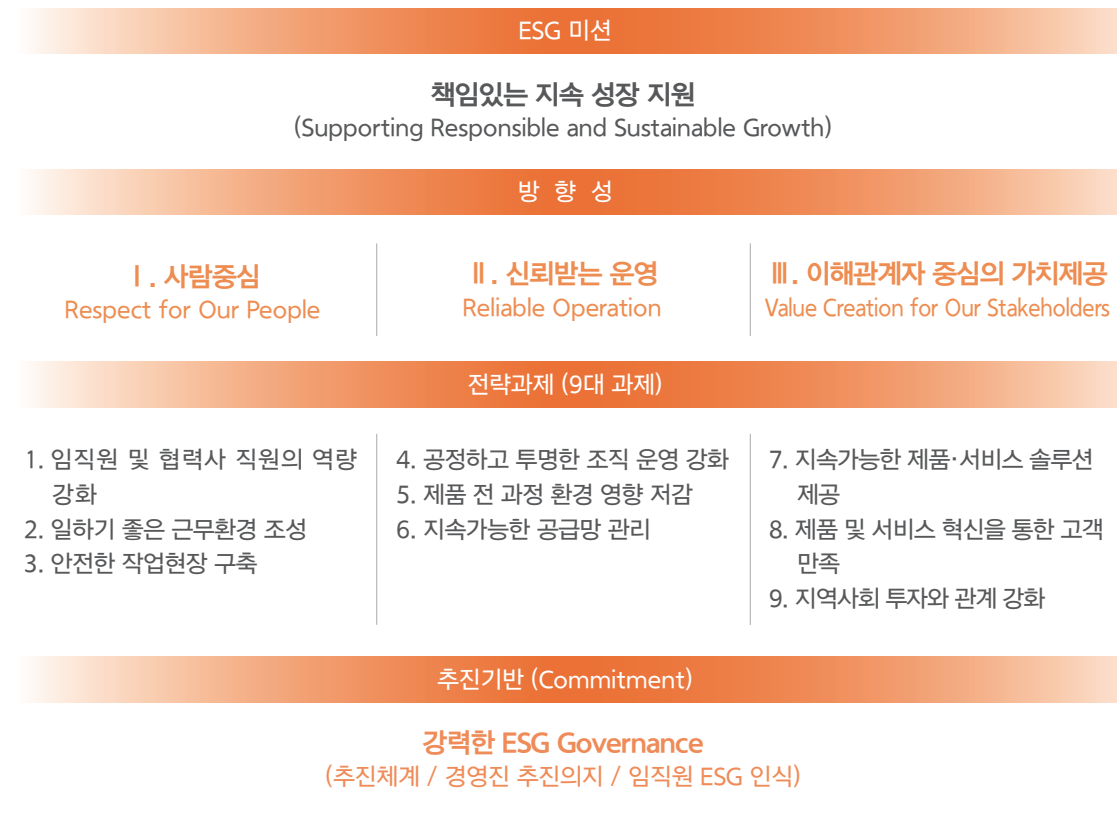 ESG 미션
책임있는 지속 성장 지원
(Supporting Responsible and Sustainable Growth)
방 향 성
Ⅰ. 사람중심
Respect for Our People
Ⅱ. 신뢰받는 운영
Reliable Operation
Ⅲ. 이해관계자 중심의 가치제공
Value Creation for Our Stakeholders
전략과제 (9대 과제)
1. 임직원 및 협력사 직원의 역량
강화
2. 일하기 좋은 근무환경 조성
3. 안전한 작업현장 구축
4. 공정하고 투명한 조직 운영 강화
5. 제품 전 과정 환경 영향 저감
6. 지속가능한 공급망 관리
7. 지속가능한 제품·서비스 솔루션
제공
8. 제품 및 서비스 혁신을 통한 고객
만족
9. 지역사회 투자와 관계 강화
추진기반 (Commitment)
강력한 ESG Governance
(추진체계 / 경영진 추진의지 / 임직원 ESG 인식)